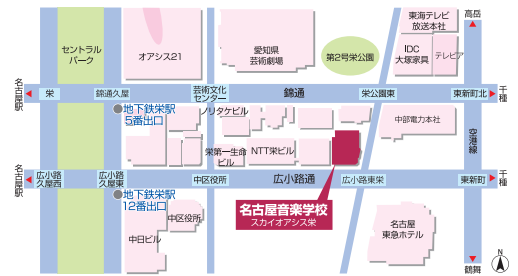 高岳
東海テレビ
放送本社
セントラル
パーク
オアシス21
愛知県
芸術劇場
第2号栄公園
IDC
大塚家具
テレピア
名古屋駅
栄
錦通久屋
芸術文化
センター
錦通
栄公園東
東新町北
千種
地下鉄栄駅
5番出口
ノリタケビル
中部電力本社
栄第一生命
ビル
NTT栄ビル
空港線
名古屋駅
広小路
久屋西
広小路
久屋東
中区役所
広小路通
広小路東栄
東新町
千種
地下鉄栄駅
12番出口
中区役所
中日ビル
名古屋音楽学校
スカイオアシス栄
名古屋
東急ホテル
鶴舞
N